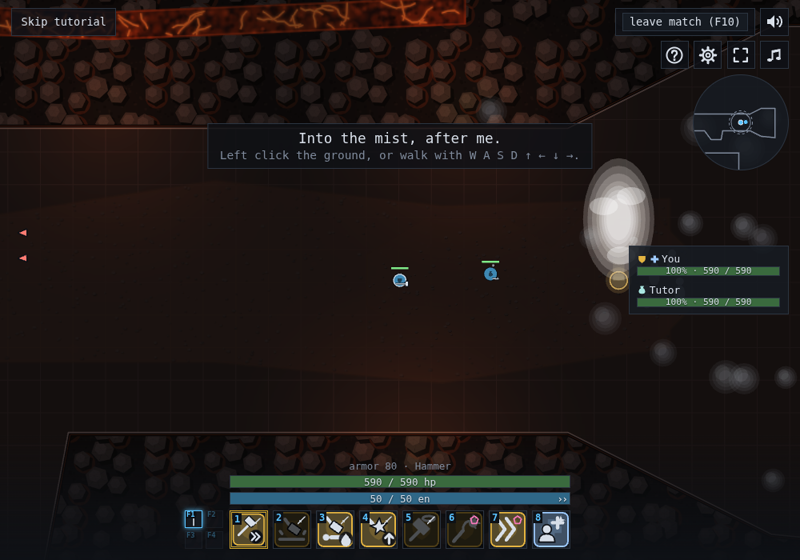 Skip tutorial
leave match (F10)
Into the mist, after me.
Left click the ground, or walk with W A S D ↑ ← ↓ →.
You
100% · 590 / 590
Tutor
100% · 590 / 590
armor 80 · Hammer
590 / 590 hp
50 / 50 en ››
F1 F2
F3 F4
1 2 3 4 5 6 7 8